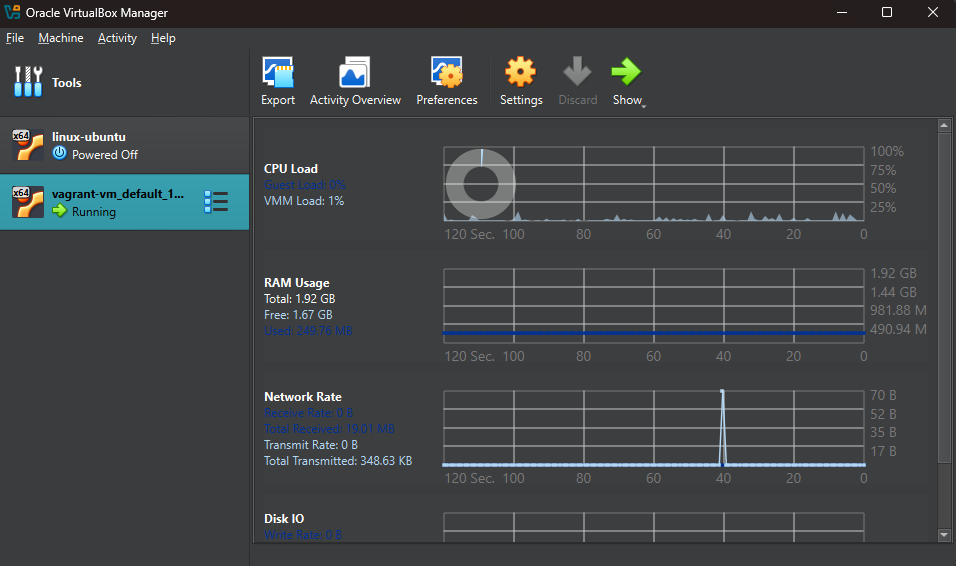 Oracle VirtualBox Manager
File Machine Activity Help
Tools
Export Activity Overview Preferences Settings Discard Show
x64 linux-ubuntu
Powered Off
x64 vagrant-vm_default_1...
Running
CPU Load
Guest Load: 0%
VMM Load: 1%
100%
75%
50%
25%
120 Sec. 100 80 60 40 20 0
RAM Usage
Total: 1.92 GB
Free: 1.67 GB
Used: 249.76 MB
1.92 GB
1.44 GB
981.88 M
490.94 M
120 Sec. 100 80 60 40 20 0
Network Rate
Receive Rate: 0 B
Total Received: 19.01 MB
Transmit Rate: 0 B
Total Transmitted: 348.63 KB
70 B
52 B
35 B
17 B
120 Sec. 100 80 60 40 20 0
Disk IO
Write Rate: 0 B